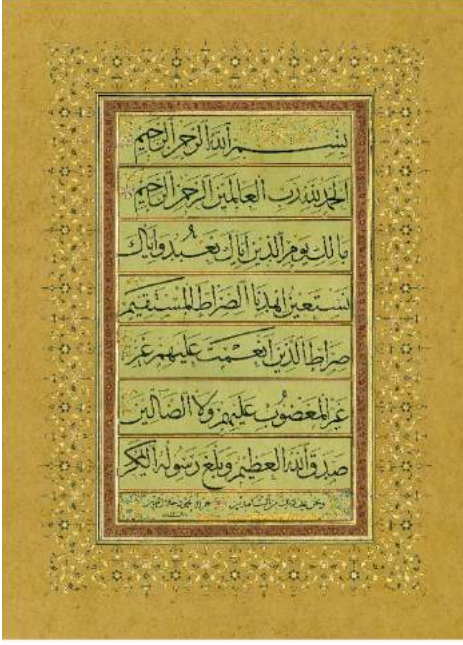 بسم الله الرحمن الرحيم
الحمد لله رب العالمين الرحمن الرحيم
مالك يوم الدين اياك نعبد واياك
نستعين اهدنا الصراط المستقيم
صراط الذين انعمت عليهم غير
غير المغضوب عليهم ولا الضالين
صدق الله العظيم وبلغ رسوله الكريم